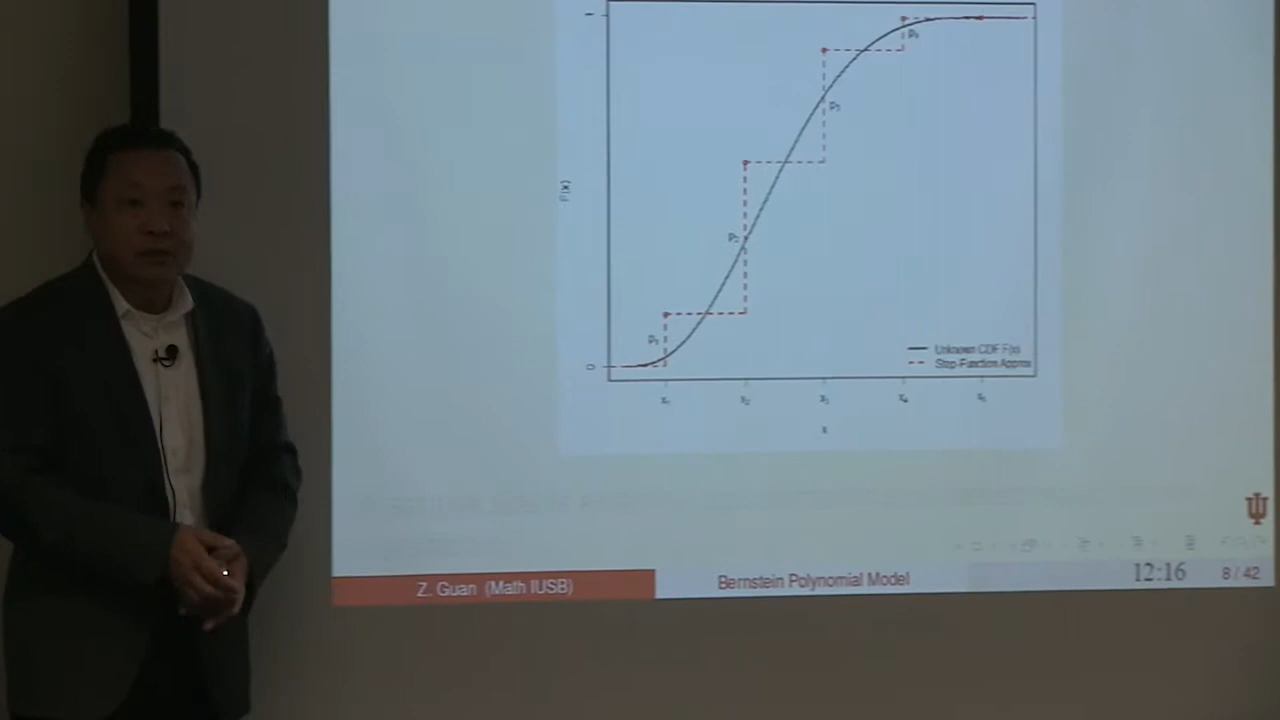 1
P₄
P₃
F(x)
P₂
P₁
Unknown CDF F(x)
0
Step-Function Approx
x₁ x₂ x₃ x₄ x₅
x
Z. Guan (Math IUSB) Bernstein Polynomial Model 12:16 8 / 42